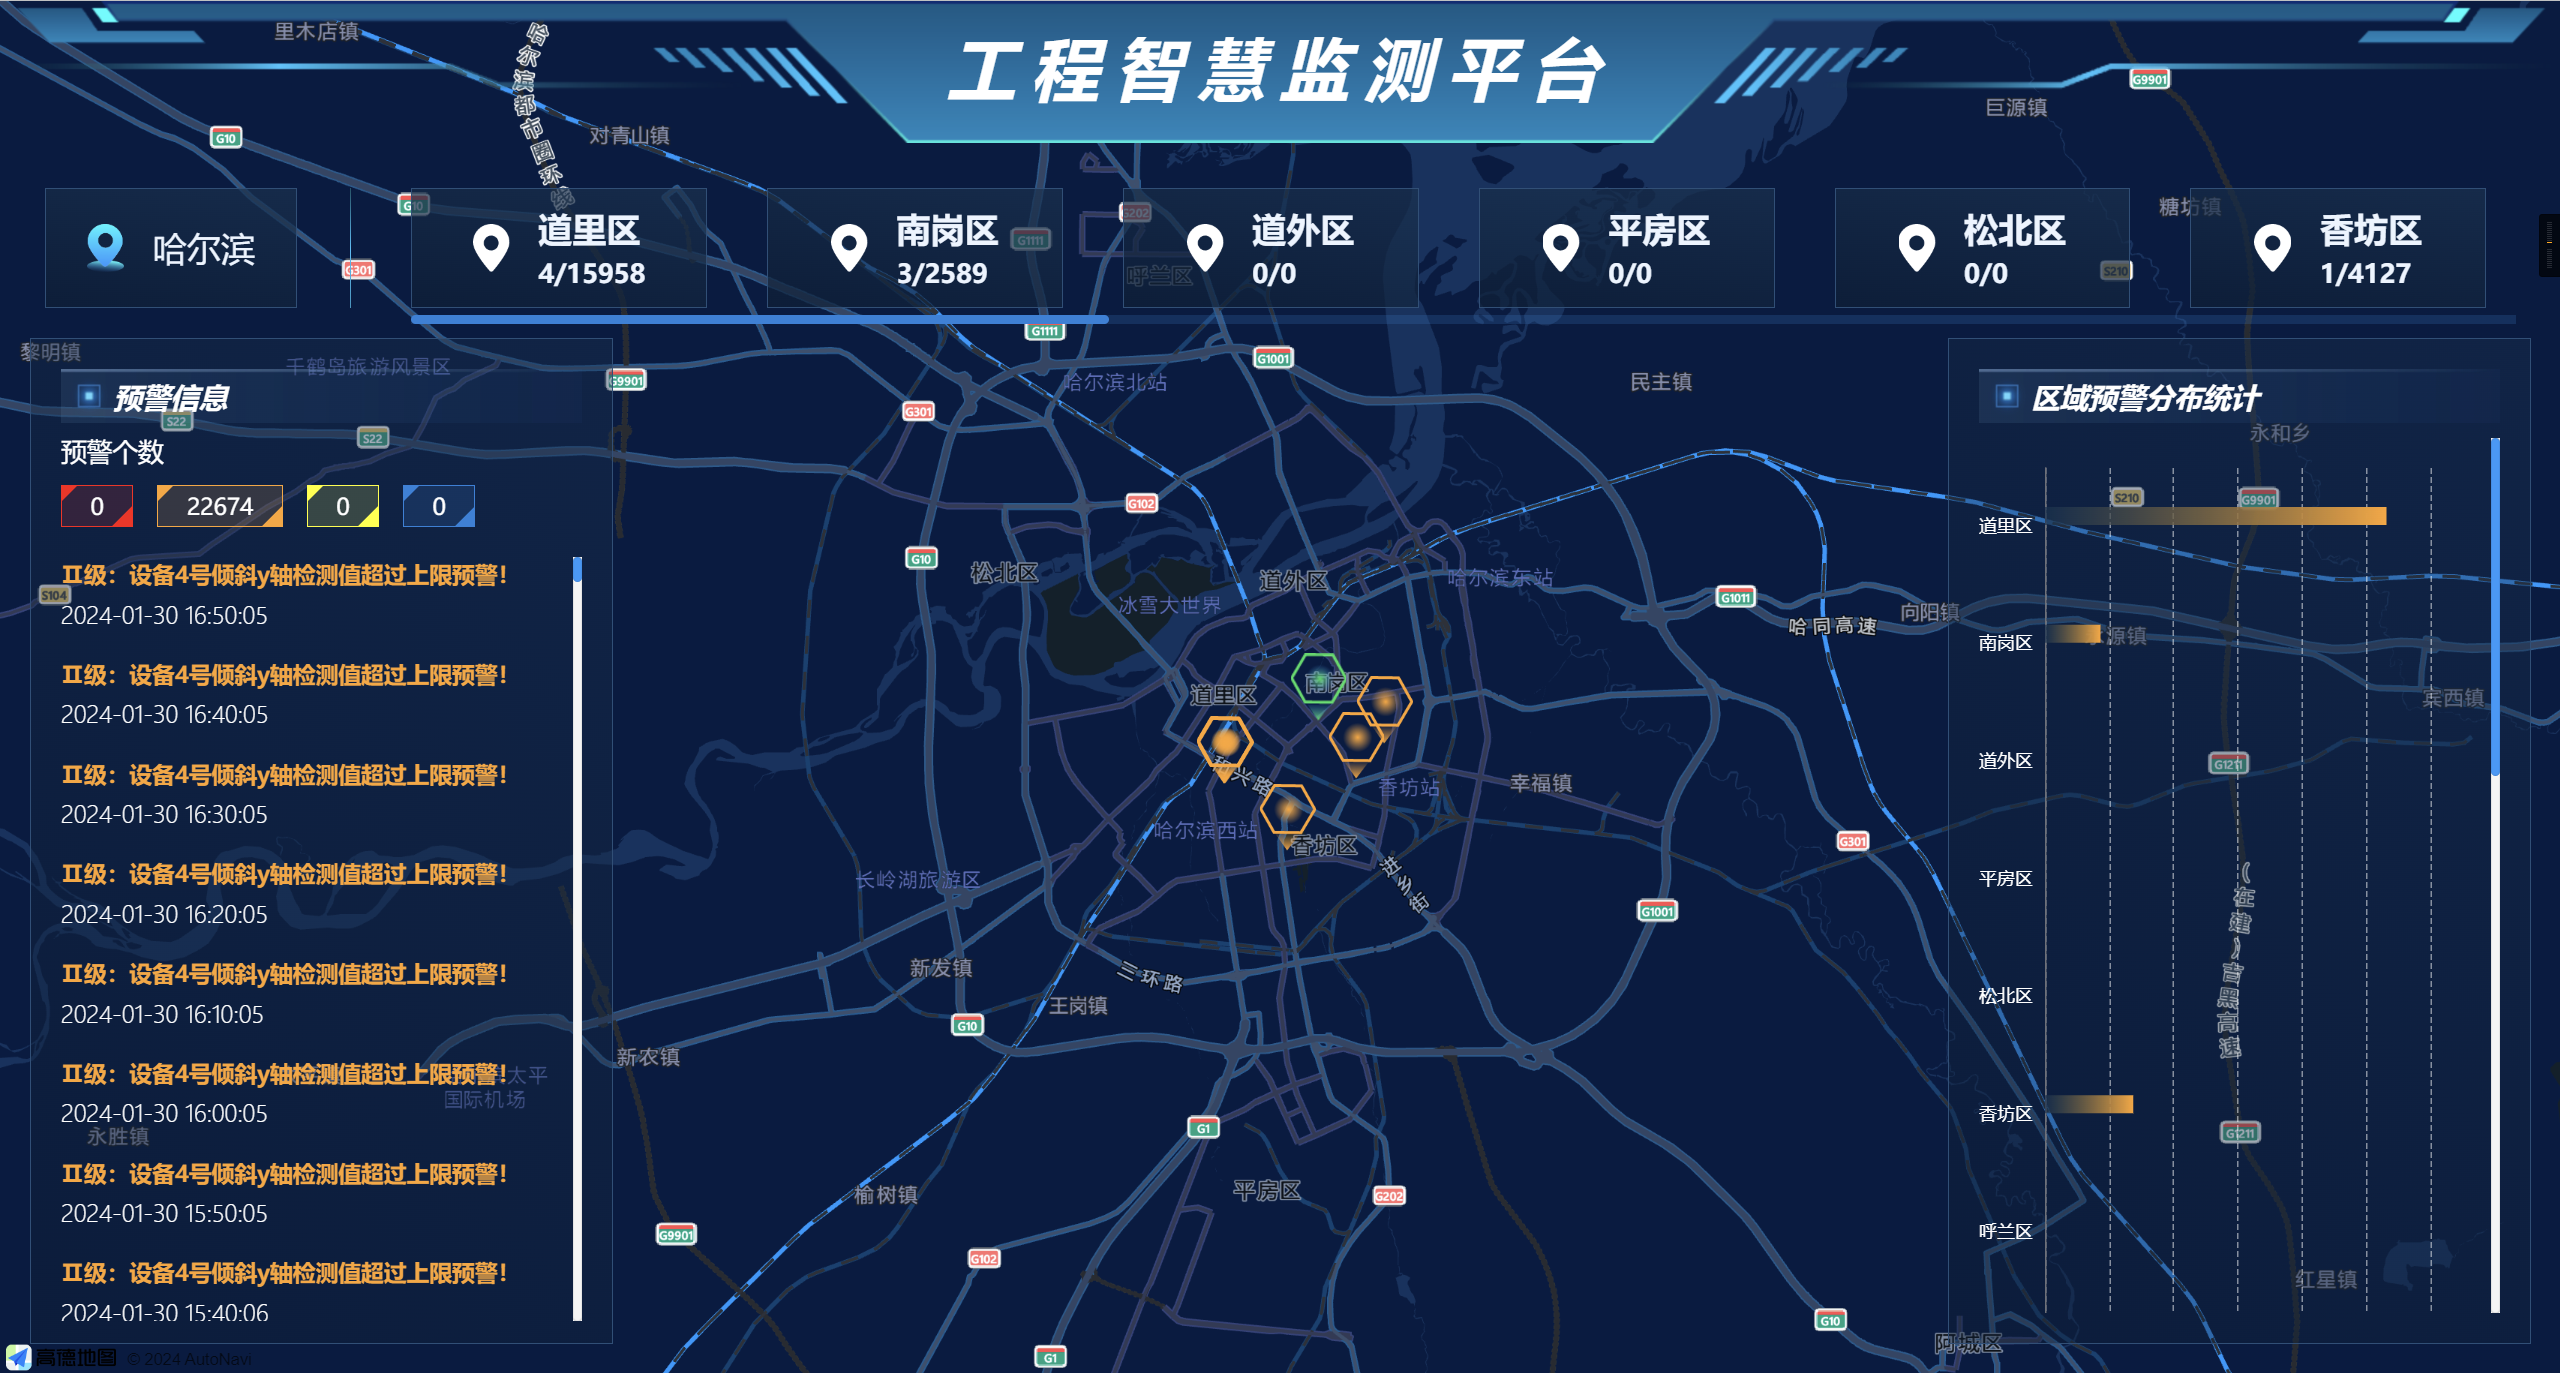 工程智慧监测平台
里木店镇
哈尔滨都市圈环线
对青山镇
G10
巨源镇
G9901
哈尔滨
G10
G301
道里区
4/15958
南岗区
3/2589
G1111
道外区
0/0
G202
呼兰区
平房区
0/0
松北区
0/0
糖坊镇
S210
香坊区
1/4127
黎明镇
千鹤岛旅游风景区
预警信息
S22
S22
预警个数
0
22674
0
0
Ⅱ级：设备4号倾斜y轴检测值超过上限预警！
2024-01-30 16:50:05
S104
Ⅱ级：设备4号倾斜y轴检测值超过上限预警！
2024-01-30 16:40:05
Ⅱ级：设备4号倾斜y轴检测值超过上限预警！
2024-01-30 16:30:05
Ⅱ级：设备4号倾斜y轴检测值超过上限预警！
2024-01-30 16:20:05
Ⅱ级：设备4号倾斜y轴检测值超过上限预警！
2024-01-30 16:10:05
Ⅱ级：设备4号倾斜y轴检测值超过上限预警！
太平
国际机场
2024-01-30 16:00:05
永胜镇
Ⅱ级：设备4号倾斜y轴检测值超过上限预警！
2024-01-30 15:50:05
Ⅱ级：设备4号倾斜y轴检测值超过上限预警！
2024-01-30 15:40:06
高德地图 © 2024 AutoNavi
G1111
G1001
G9901
哈尔滨北站
民主镇
G301
G102
G10
松北区
冰雪大世界
道外区
哈尔滨东站
G1011
哈同高速
向阳镇
道里区
南岗区
和兴路
香坊站
幸福镇
哈尔滨西站
香坊区
G301
长岭湖旅游区
进乡街
G1001
新发镇
三环路
王岗镇
G10
新农镇
G1
平房区
G202
榆树镇
G9901
G102
G10
G1
阿城区
区域预警分布统计
永和乡
S210
G9901
道里区
南岗区
源镇
宾西镇
道外区
G1211
平房区
（在建）吉黑高速
松北区
香坊区
G1211
呼兰区
红星镇